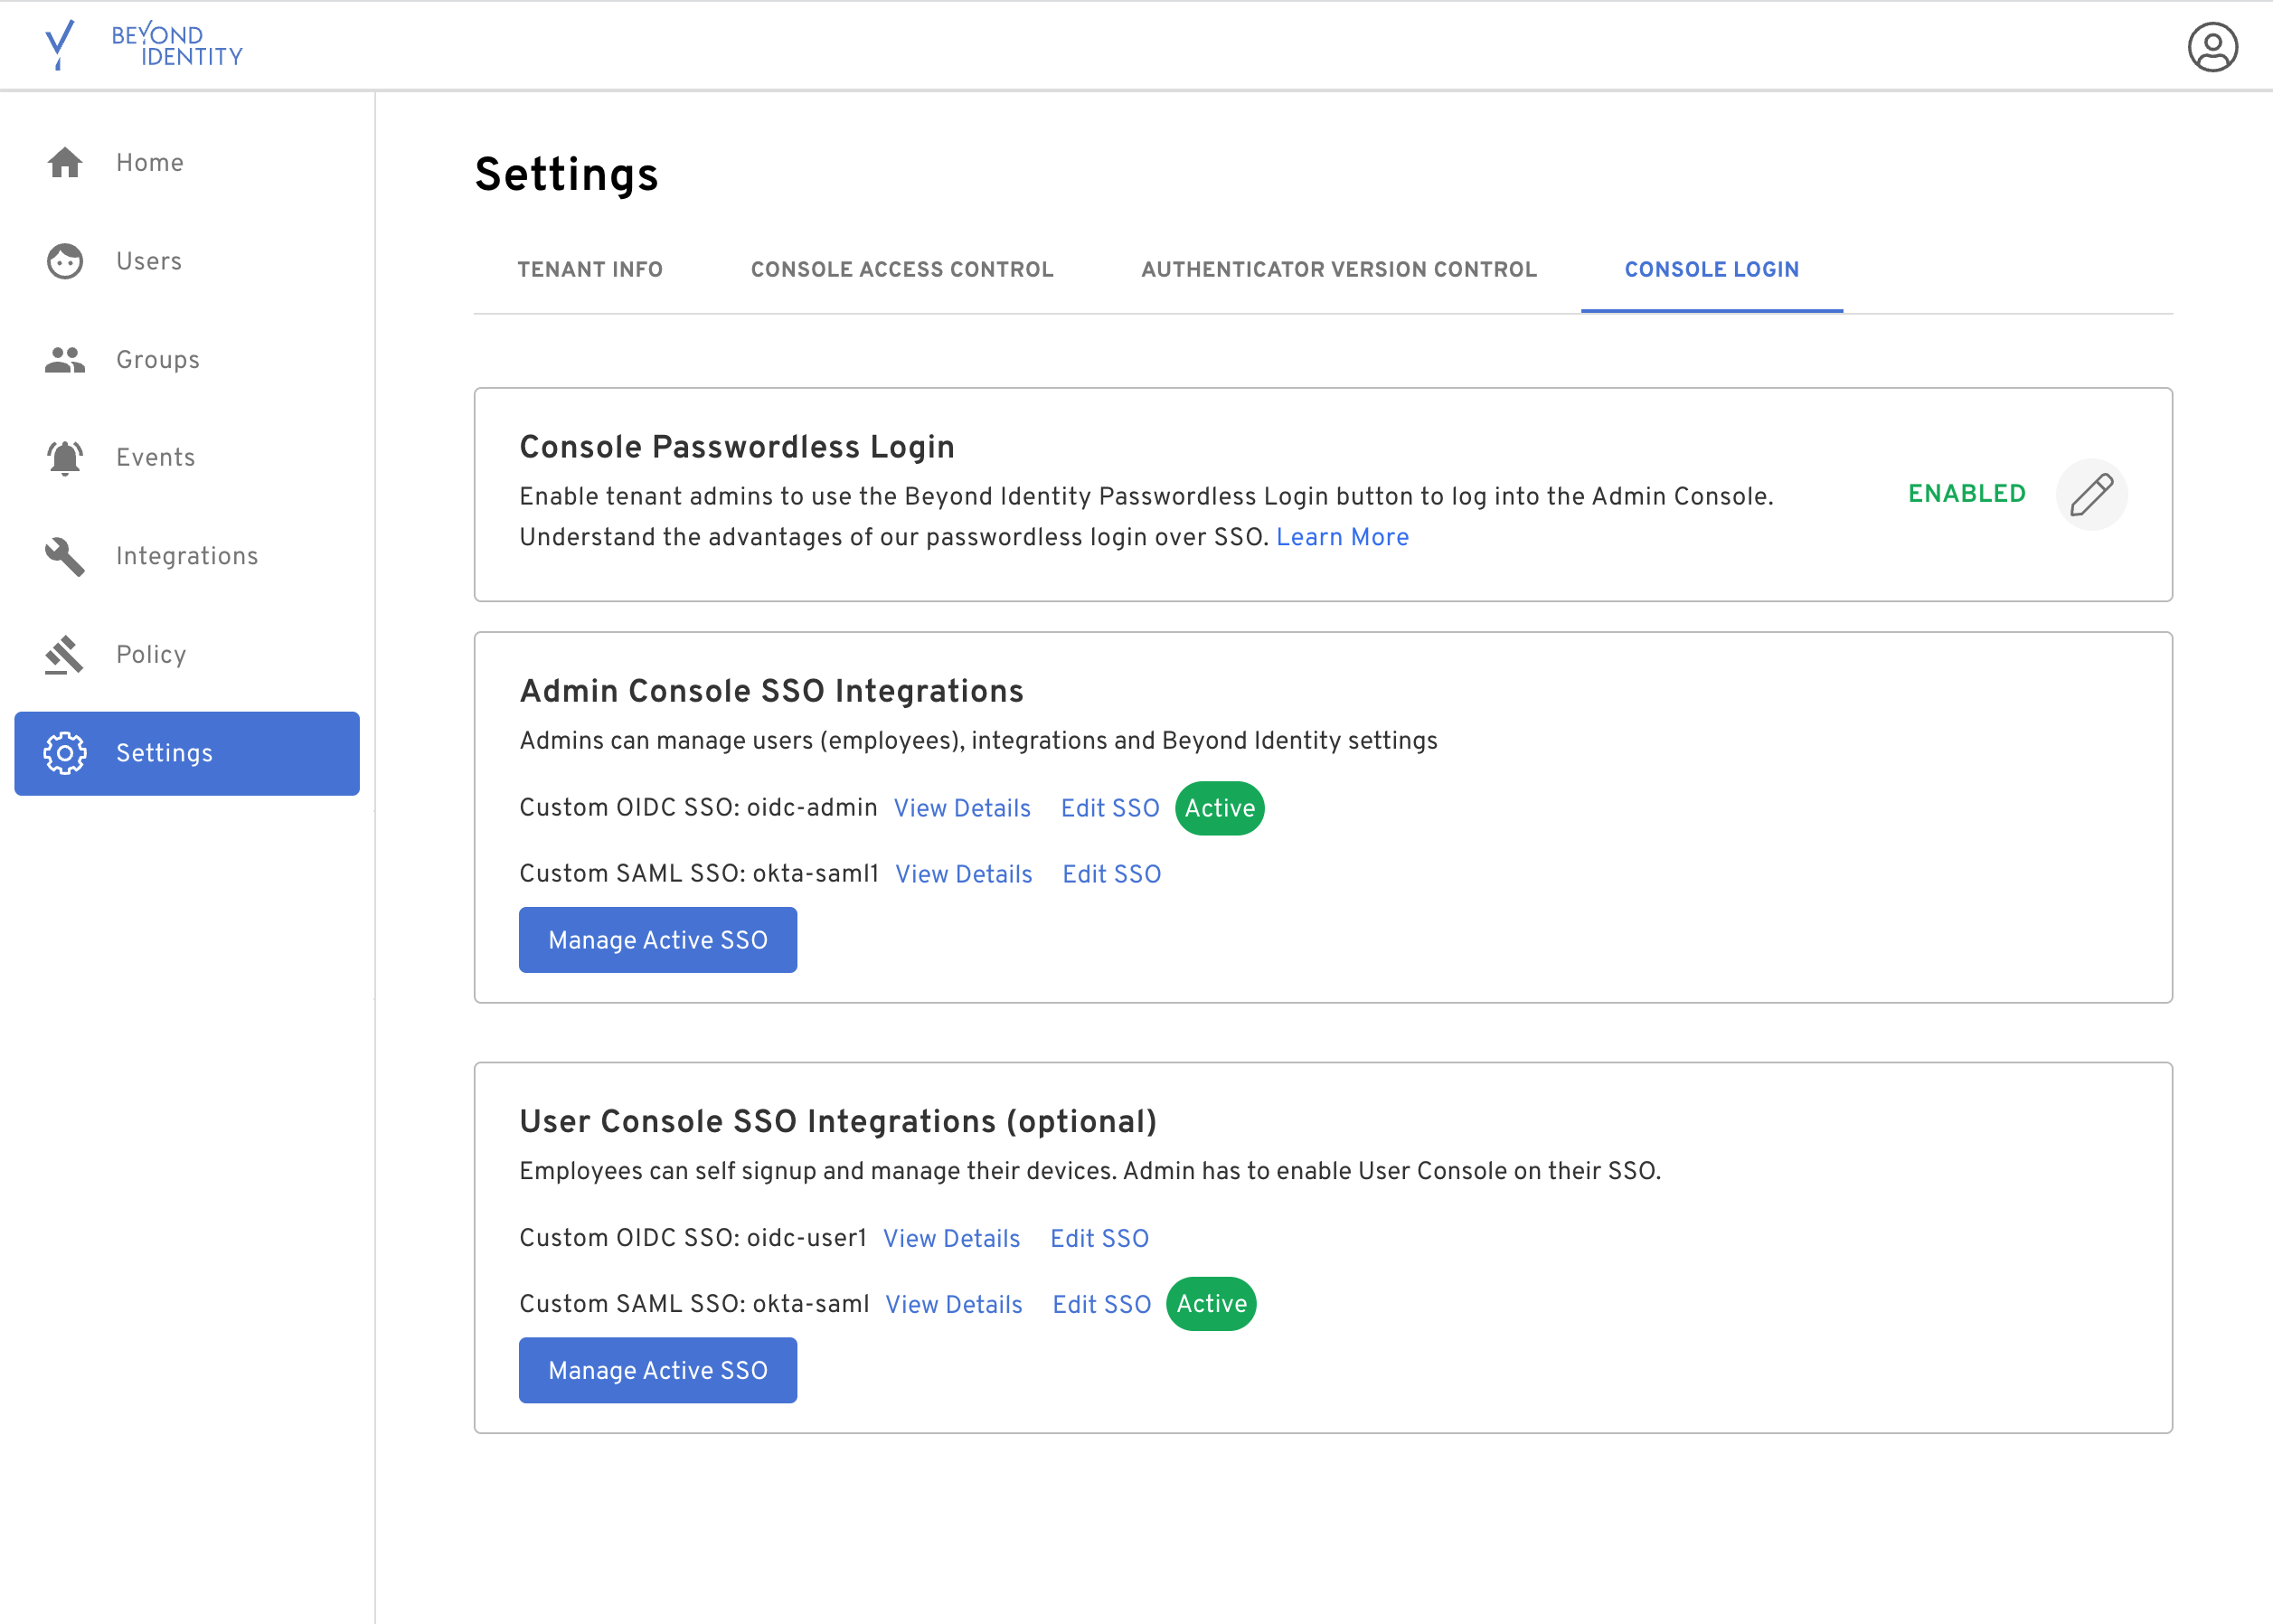 BEYOND
IDENTITY
Home
Users
Groups
Events
Integrations
Policy
Settings
Settings
TENANT INFO CONSOLE ACCESS CONTROL AUTHENTICATOR VERSION CONTROL CONSOLE LOGIN
Console Passwordless Login
Enable tenant admins to use the Beyond Identity Passwordless Login button to log into the Admin Console.
Understand the advantages of our passwordless login over SSO. Learn More
ENABLED
Admin Console SSO Integrations
Admins can manage users (employees), integrations and Beyond Identity settings
Custom OIDC SSO: oidc-admin View Details Edit SSO Active
Custom SAML SSO: okta-saml1 View Details Edit SSO
Manage Active SSO
User Console SSO Integrations (optional)
Employees can self signup and manage their devices. Admin has to enable User Console on their SSO.
Custom OIDC SSO: oidc-user1 View Details Edit SSO
Custom SAML SSO: okta-saml View Details Edit SSO Active
Manage Active SSO